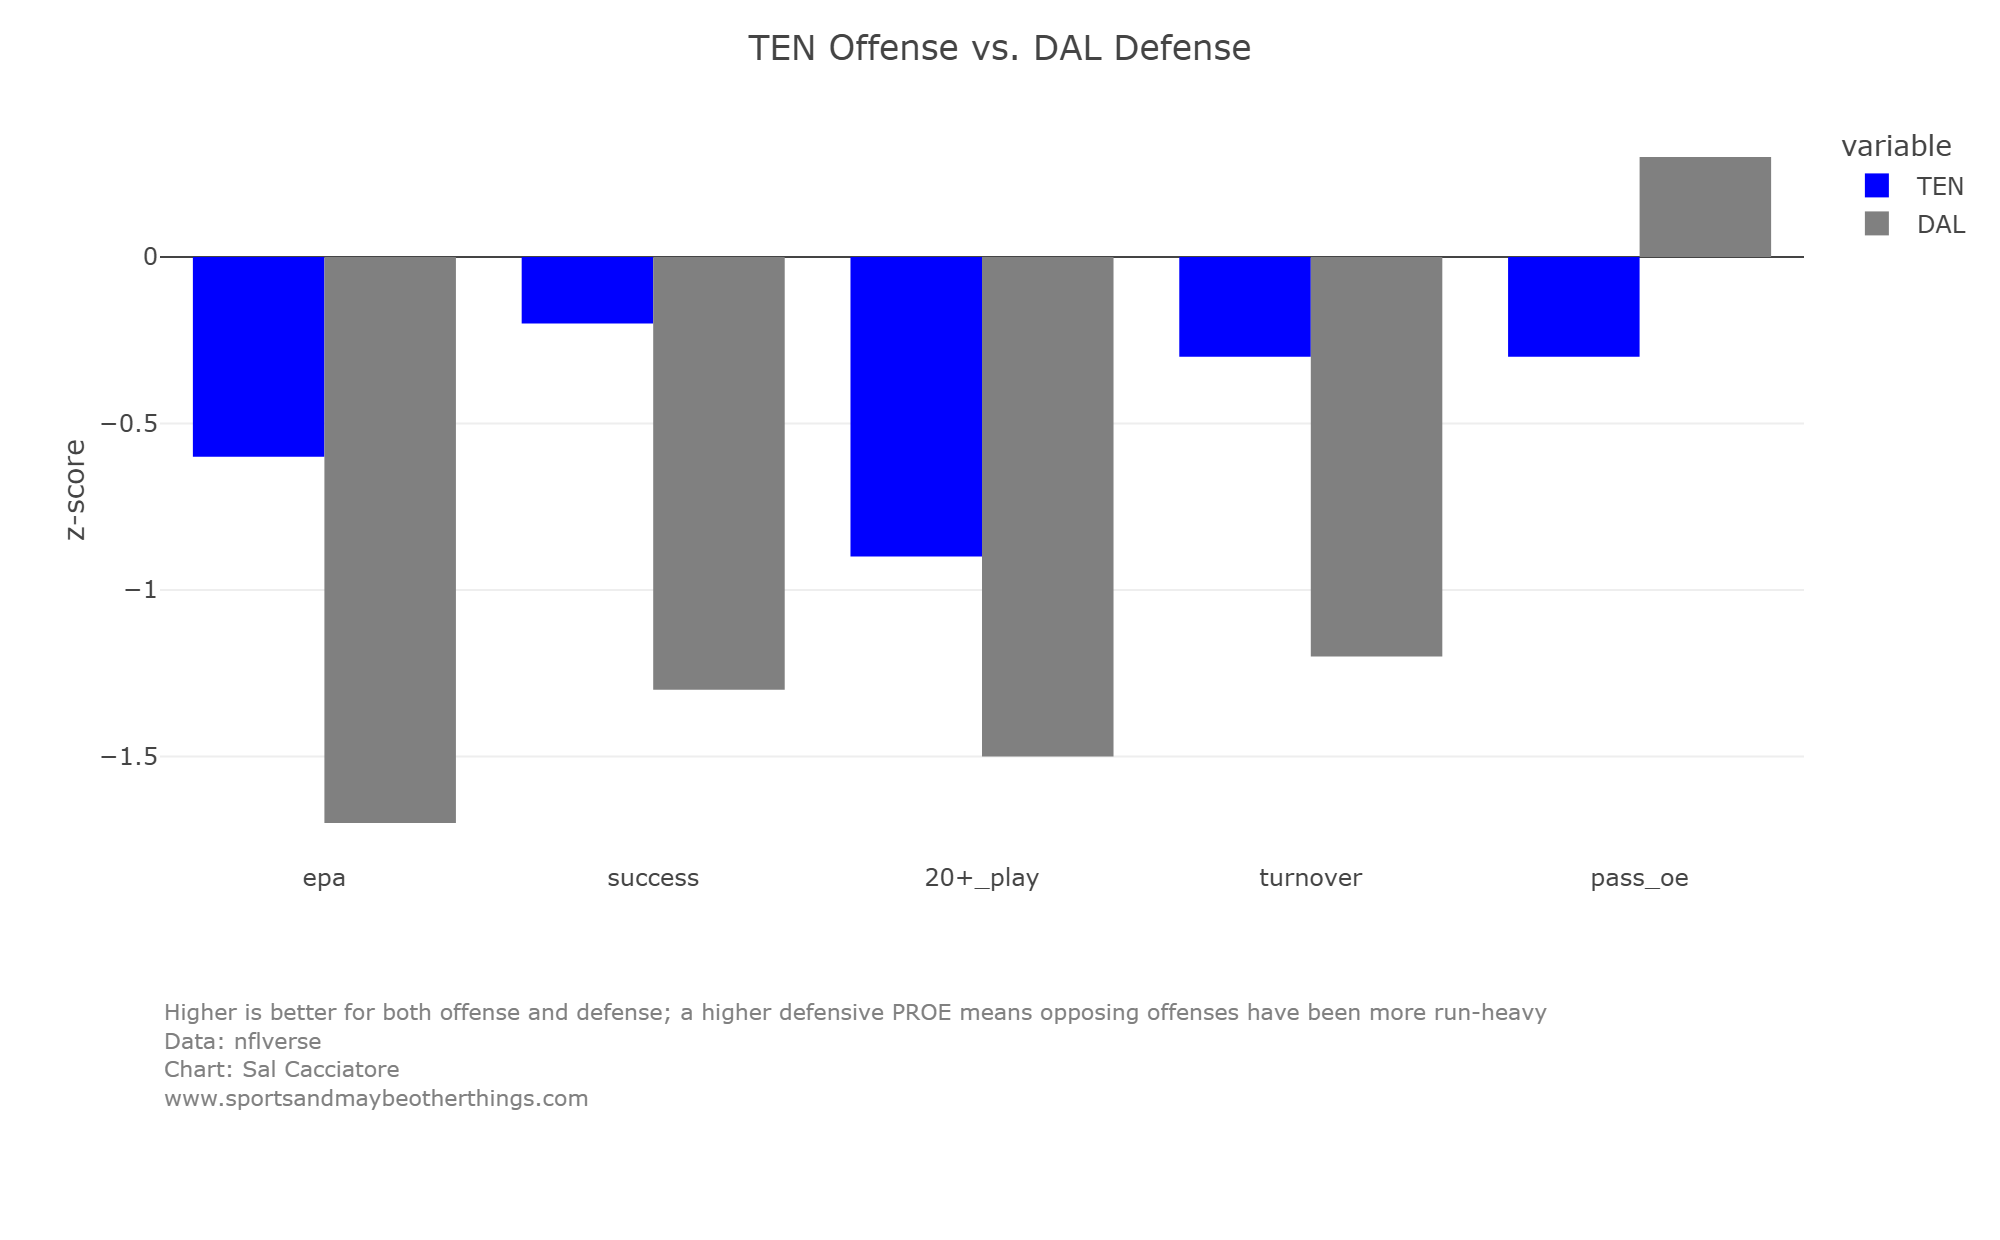 TEN Offense vs. DAL Defense
variable
TEN
DAL
0
−0.5
−1
−1.5
z-score
epa
success
20+_play
turnover
pass_oe
Higher is better for both offense and defense; a higher defensive PROE means opposing offenses have been more run-heavy
Data: nflverse
Chart: Sal Cacciatore
www.sportsandmaybeotherthings.com